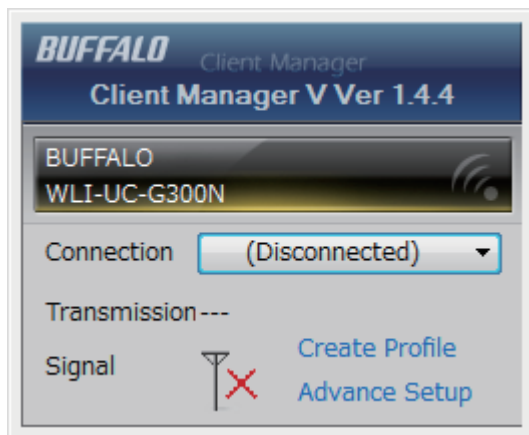 BUFFALO
Client Manager
Client Manager V Ver 1.4.4
BUFFALO
WLI-UC-G300N
Connection (Disconnected)
Transmission ---
Signal
Create Profile
Advance Setup